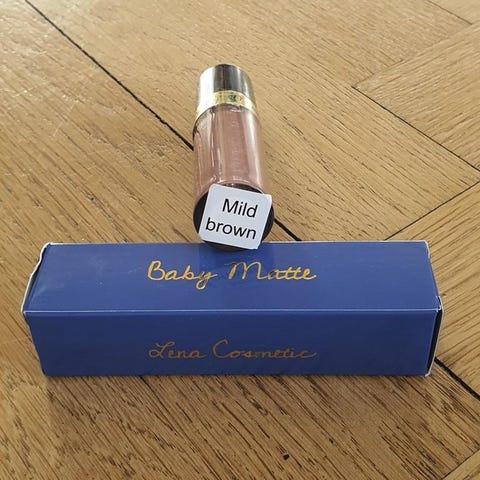 Mild
brown
Baby Matte
Lena Cosmetic